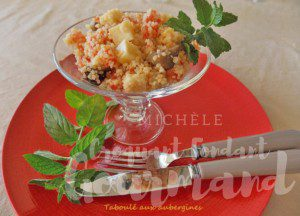 MICHÈLE
Croquant Fondant
Gourmand
Taboulé aux aubergines